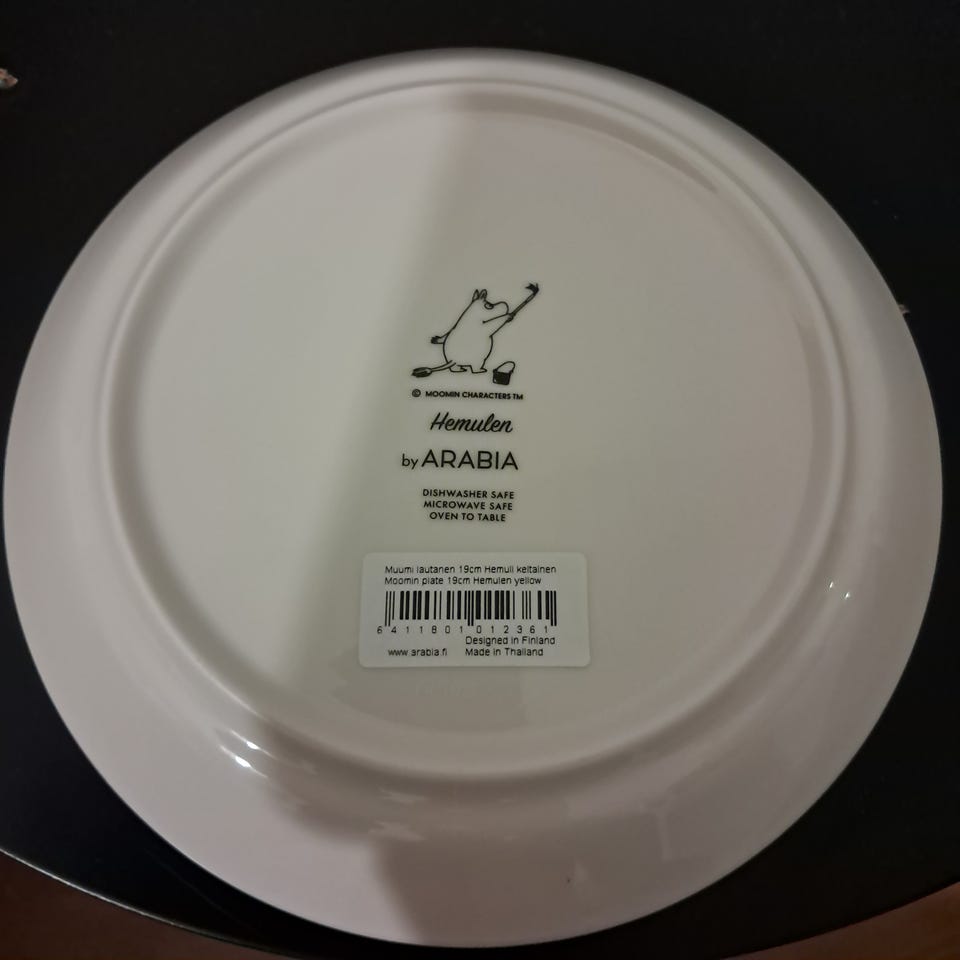 © MOOMIN CHARACTERS TM
Hemulen
by ARABIA
DISHWASHER SAFE
MICROWAVE SAFE
OVEN TO TABLE
Muumi lautanen 19cm Hemuli keltainen
Moomin plate 19cm Hemulen yellow
6 411801 012361
Designed in Finland
www.arabia.fi Made in Thailand